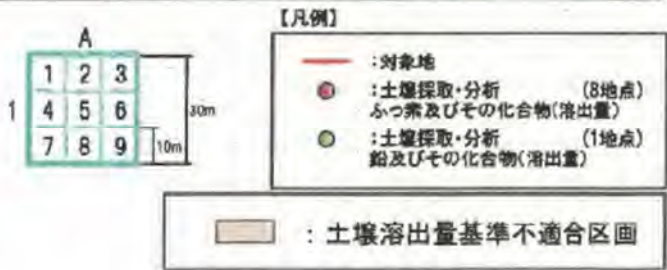 【凡例】
A
1 2 3
1 4 5 6
7 8 9
30m
10m
:対象地
:土壌採取・分析 (8地点)
ふっ素及びその化合物(溶出量)
:土壌採取・分析 (1地点)
鉛及びその化合物(溶出量)
:土壌溶出量基準不適合区画